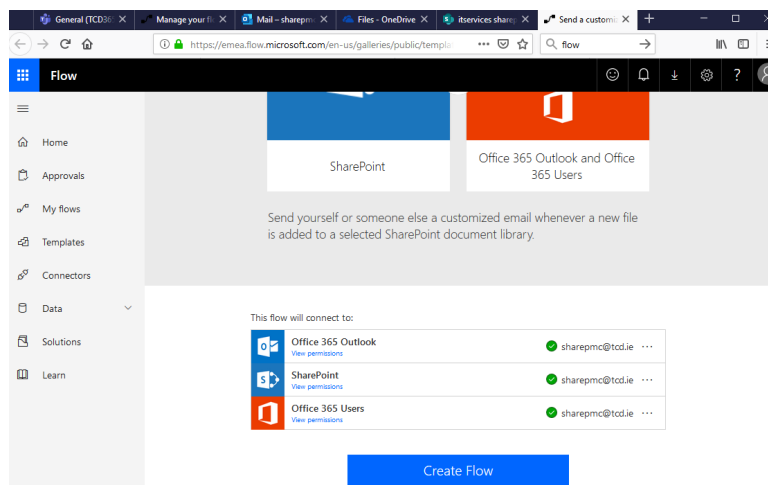 General (TCD365
Manage your fl
Mail – sharepm
Files - OneDrive
itservices sharep
Send a customi
https://emea.flow.microsoft.com/en-us/galleries/public/templa
flow
Flow
?
Home
Approvals
My flows
Templates
Connectors
Data
Solutions
Learn
SharePoint
Office 365 Outlook and Office
365 Users
Send yourself or someone else a customized email whenever a new file
is added to a selected SharePoint document library.
This flow will connect to:
Office 365 Outlook
View permissions
sharepmc@tcd.ie
SharePoint
View permissions
sharepmc@tcd.ie
Office 365 Users
View permissions
sharepmc@tcd.ie
Create Flow